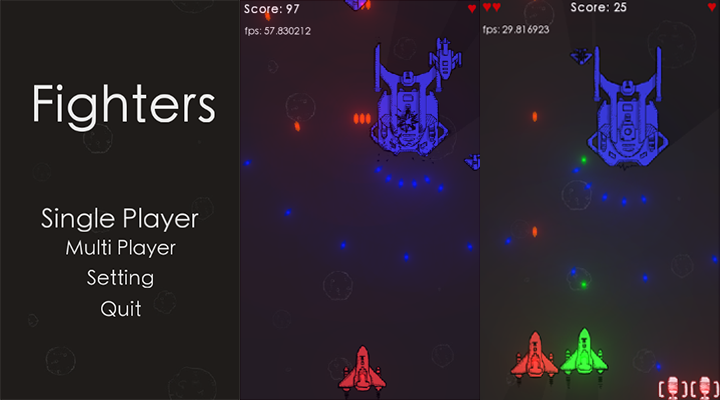 Fighters
Single Player
Multi Player
Setting
Quit
Score: 97
fps: 57.830212
Score: 25
fps: 29.816923